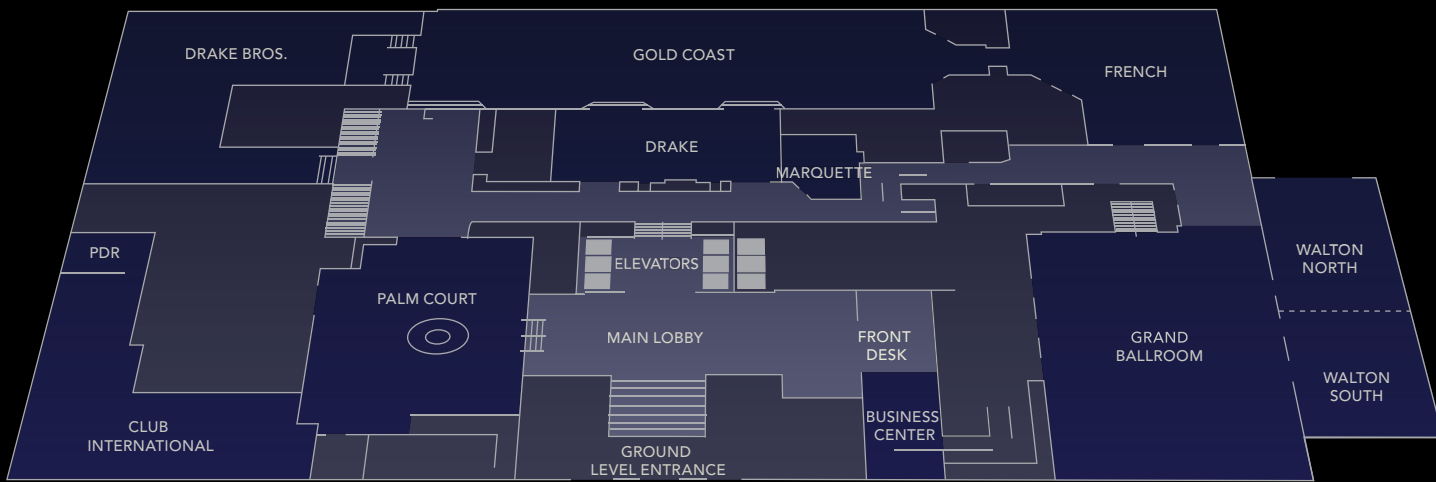 DRAKE BROS.
GOLD COAST
FRENCH
DRAKE
MARQUETTE
PDR
ELEVATORS
WALTON
NORTH
PALM COURT
MAIN LOBBY
FRONT
DESK
GRAND
BALLROOM
WALTON
SOUTH
CLUB
INTERNATIONAL
BUSINESS
CENTER
GROUND
LEVEL ENTRANCE